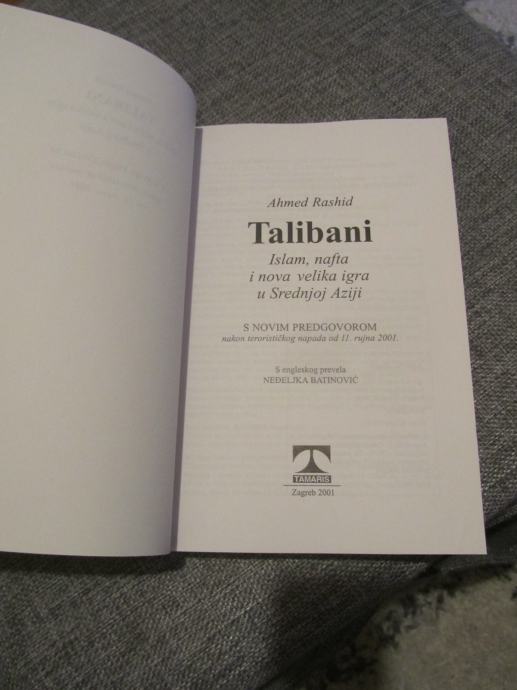 Ahmed Rashid
Talibani
Islam, nafta
i nova velika igra
u Srednjoj Aziji
S NOVIM PREDGOVOROM
nakon terorističkog napada od 11. rujna 2001.
S engleskog prevela
NEĐELJKA BATINOVIĆ
TAMARIS
Zagreb 2001